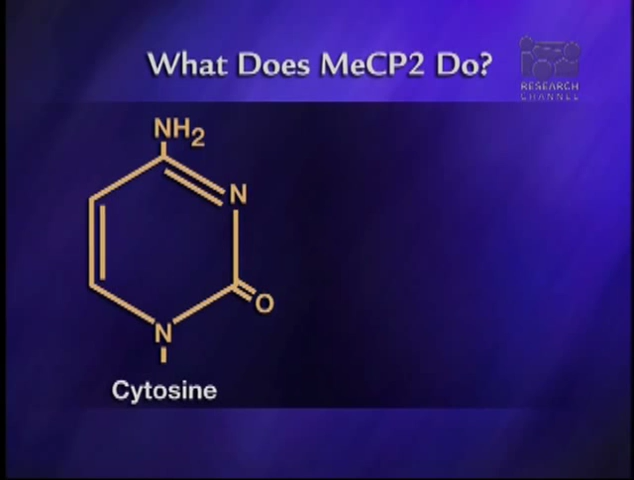 What Does MeCP2 Do?
RESEARCH
CHANNEL
NH2
N
O
N
Cytosine